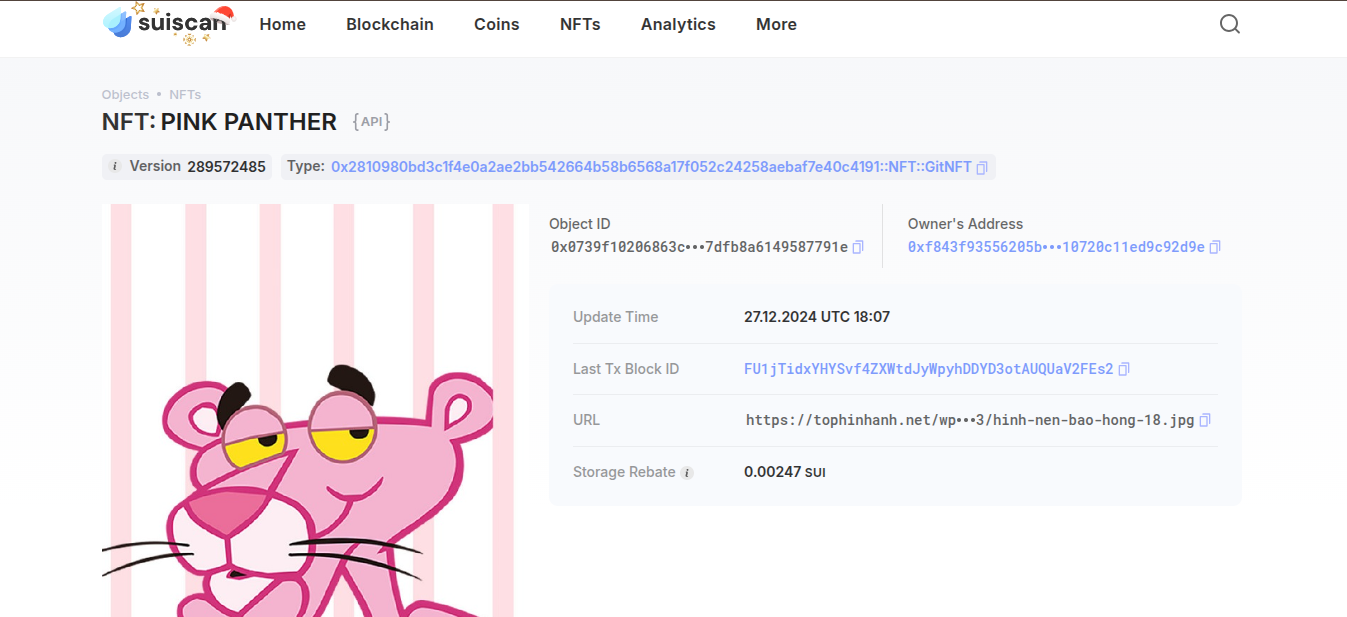 suiscan Home Blockchain Coins NFTs Analytics More
Objects • NFTs
NFT: PINK PANTHER {API}
i Version 289572485 Type: 0x2810980bd3c1f4e0a2ae2bb542664b58b6568a17f052c24258aebaf7e40c4191::NFT::GitNFT
Object ID
0x0739f10206863c•••7dfb8a6149587791e
Owner's Address
0xf843f93556205b•••10720c11ed9c92d9e
Update Time 27.12.2024 UTC 18:07
Last Tx Block ID FU1jTidxYHYSvf4ZXWtdJyWpyhDDYD3otAUQUaV2FEs2
URL https://tophinhanh.net/wp•••3/hinh-nen-bao-hong-18.jpg
Storage Rebate i 0.00247 SUI